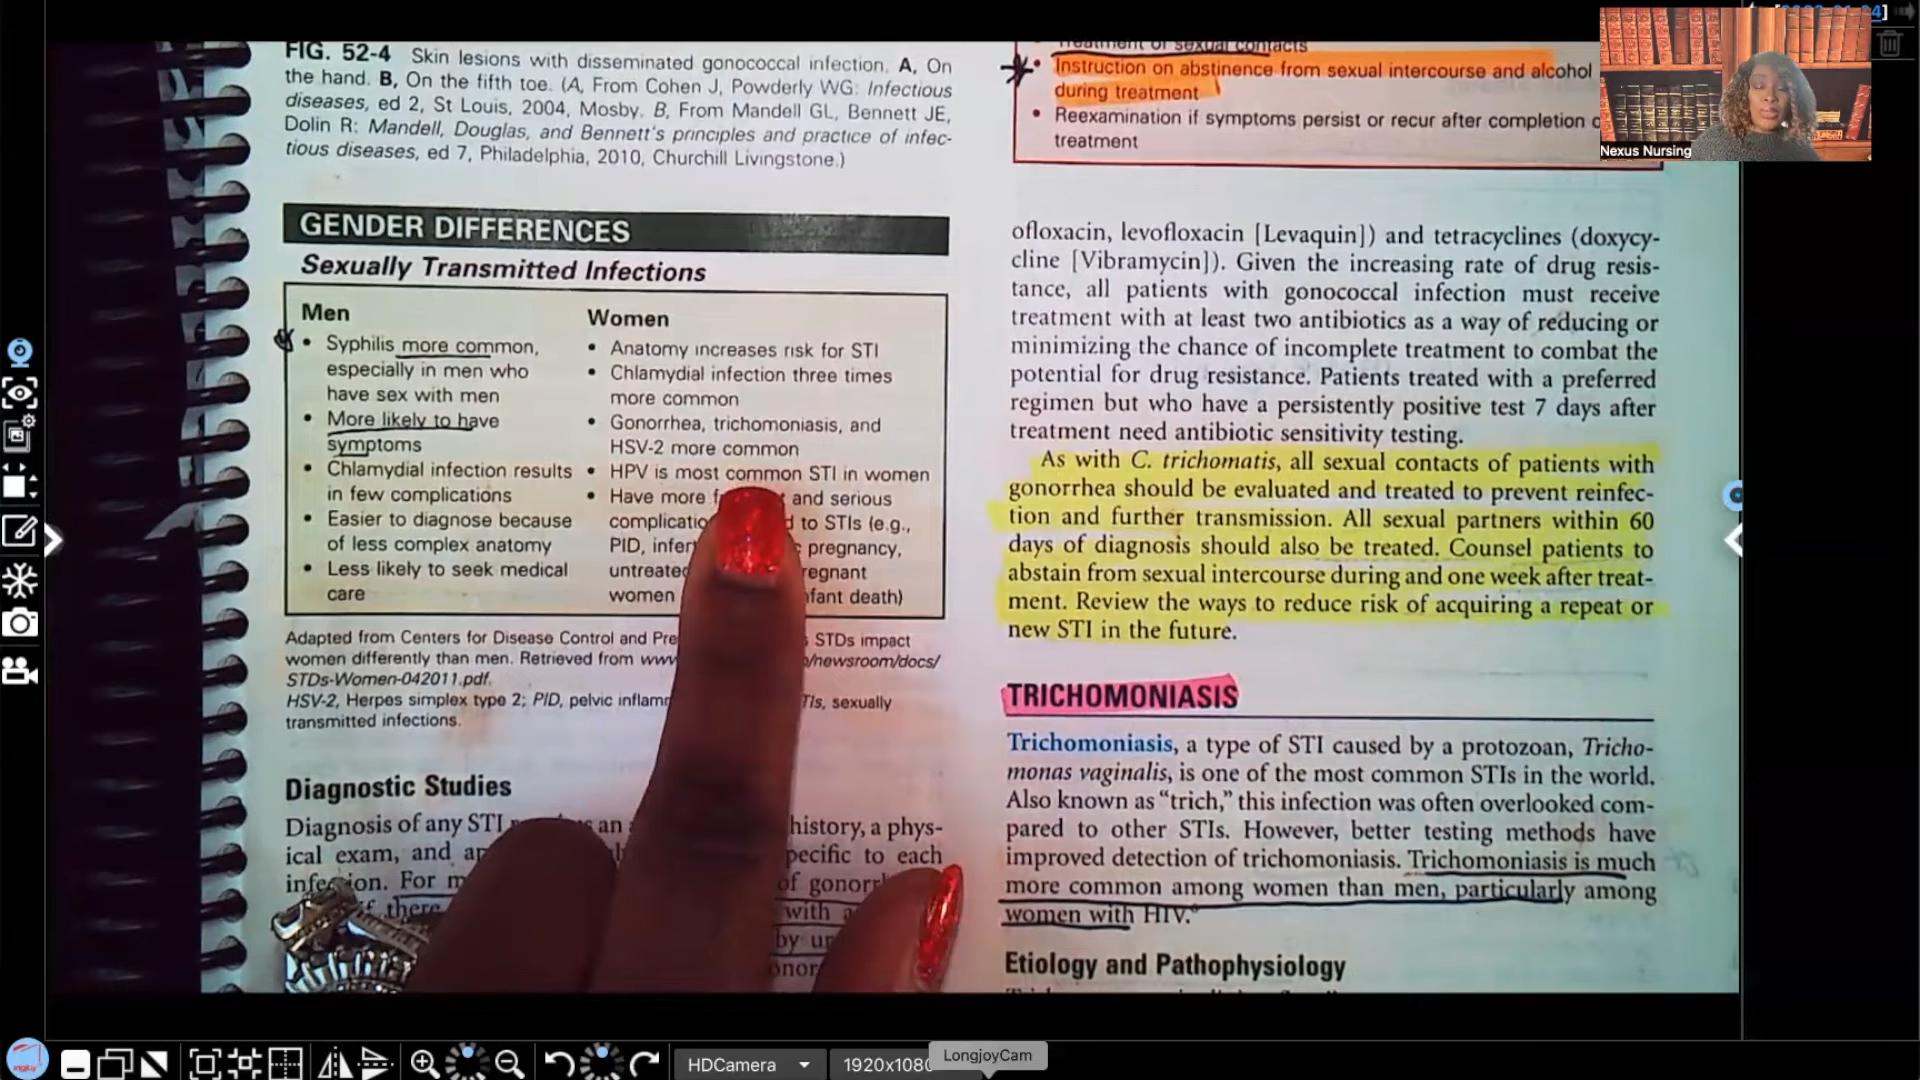 FIG. 52-4 Skin lesions with disseminated gonococcal infection. A, On
the hand. B, On the fifth toe. (A, From Cohen J, Powderly WG: Infectious
diseases, ed 2, St Louis, 2004, Mosby. B, From Mandell GL, Bennett JE,
Dolin R: Mandell, Douglas, and Bennett's principles and practice of infec-
tious diseases, ed 7, Philadelphia, 2010, Churchill Livingstone.)
GENDER DIFFERENCES
Sexually Transmitted Infections
Men
• Syphilis more common,
especially in men who
have sex with men
• More likely to have
symptoms
• Chlamydial infection results
in few complications
• Easier to diagnose because
of less complex anatomy
• Less likely to seek medical
care
Women
• Anatomy increases risk for STI
• Chlamydial infection three times
more common
• Gonorrhea, trichomoniasis, and
HSV-2 more common
• HPV is most common STI in women
• Have more and serious
to STIs (e.g.,
PID, pregnancy,
women death)
Adapted from Centers for Disease Control and STDs impact
women differently than men. Retrieved from /newsroom/docs/
STDs-Women-042011.pdf.
HSV-2, Herpes simplex type 2; PID, pelvic sexually
transmitted infections.
Diagnostic Studies
Diagnosis of any STI history, a phys-
ical exam, and to each
For
of
with
by
Treatment of sexual contacts
• Instruction on abstinence from sexual intercourse and alcohol
during treatment
• Reexamination if symptoms persist or recur after completion
treatment
ofloxacin, levofloxacin [Levaquin]) and tetracyclines (doxycy-
cline [Vibramycin]). Given the increasing rate of drug resis-
tance, all patients with gonococcal infection must receive
treatment with at least two antibiotics as a way of reducing or
minimizing the chance of incomplete treatment to combat the
potential for drug resistance. Patients treated with a preferred
regimen but who have a persistently positive test 7 days after
treatment need antibiotic sensitivity testing.
As with C. trichomatis, all sexual contacts of patients with
gonorrhea should be evaluated and treated to prevent reinfec-
tion and further transmission. All sexual partners within 60
days of diagnosis should also be treated. Counsel patients to
abstain from sexual intercourse during and one week after treat-
ment. Review the ways to reduce risk of acquiring a repeat or
new STI in the future.
TRICHOMONIASIS
Trichomoniasis, a type of STI caused by a protozoan, Tricho-
monas vaginalis, is one of the most common STIs in the world.
Also known as “trich,” this infection was often overlooked com-
pared to other STIs. However, better testing methods have
improved detection of trichomoniasis. Trichomoniasis is much
more common among women than men, particularly among
women with HIV.
Etiology and Pathophysiology
Nexus Nursing
HDCamera
1920x1080
LongjoyCam